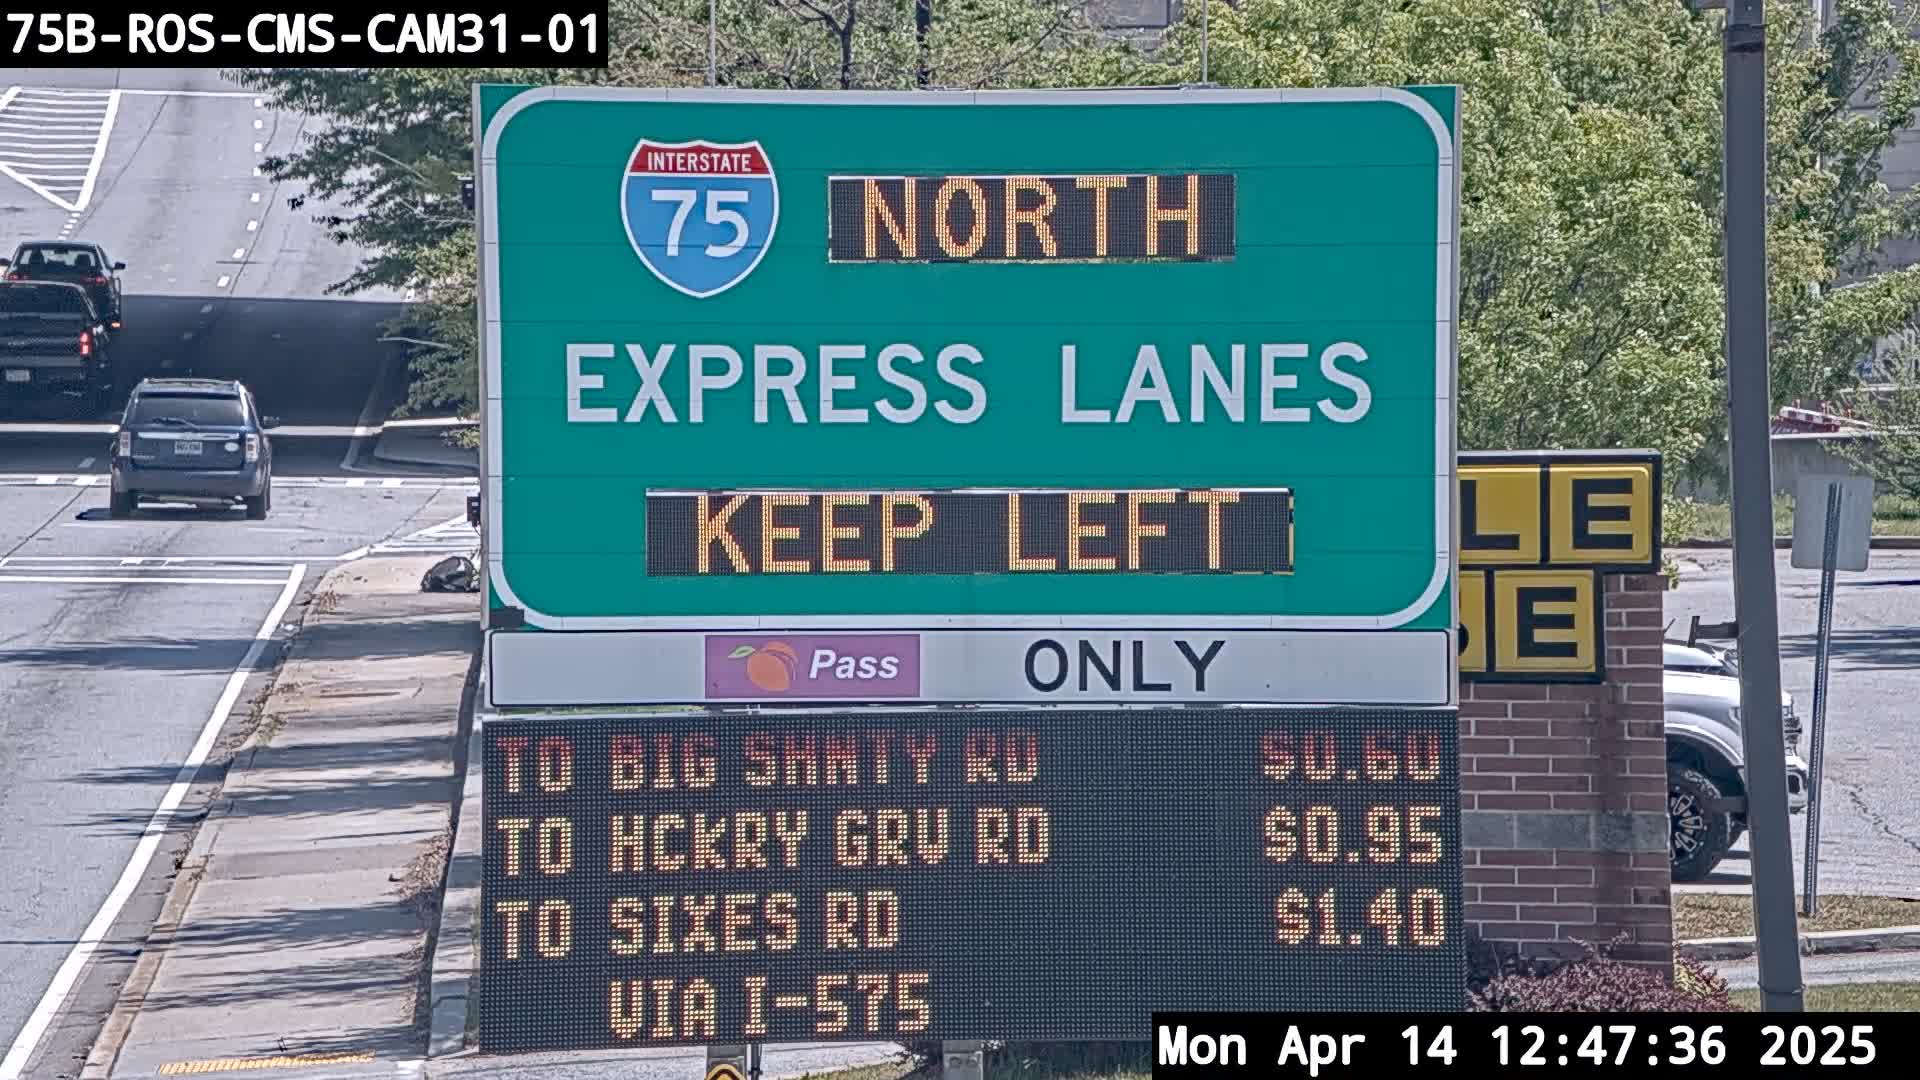 75B-ROS-CMS-CAM31-01
INTERSTATE
75
NORTH
EXPRESS LANES
KEEP LEFT
Pass ONLY
TO BIG SHNTY RD $0.60
TO HCKRY GRV RD $0.95
TO SIXES RD $1.40
VIA I-575
LE
E
Mon Apr 14 12:47:36 2025